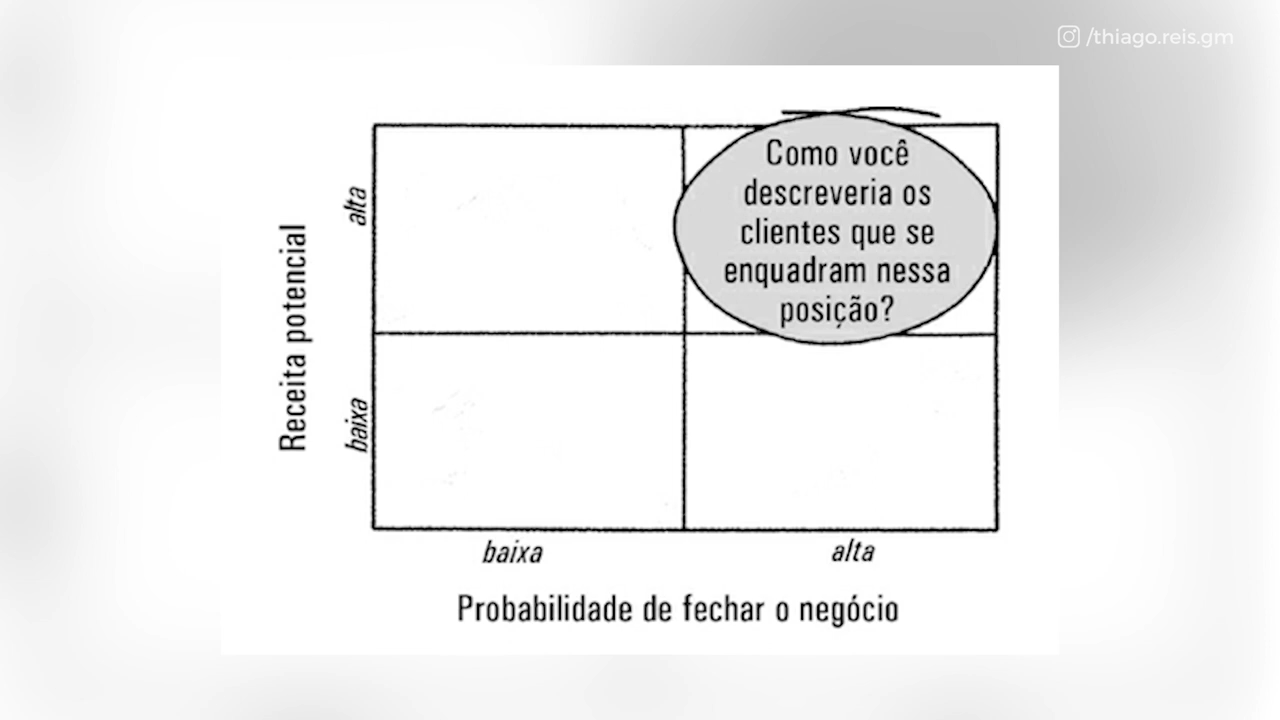 /thiago.reis.gm
Como você
descreveria os
clientes que se
enquadram nessa
posição?
Receita potencial
alta
baixa
baixa
alta
Probabilidade de fechar o negócio